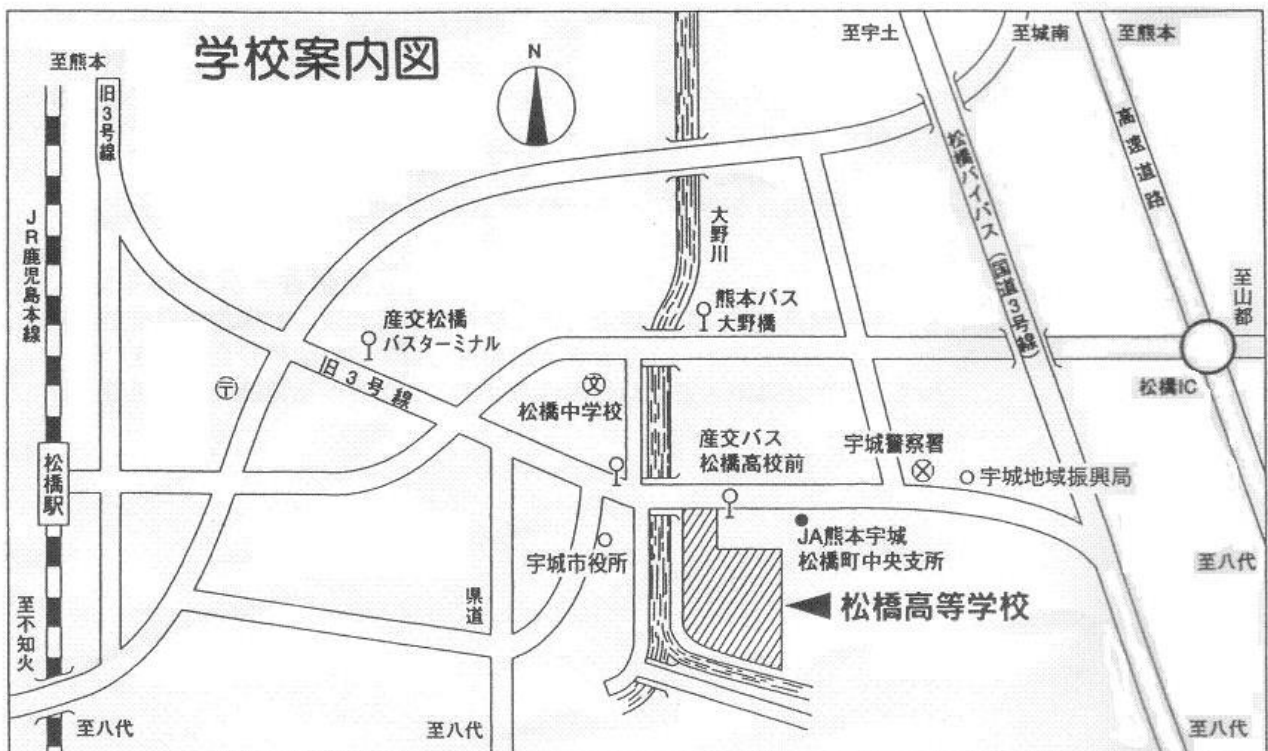 学校案内図
N
至熊本
至宇土
至城南
至熊本
旧3号線
高速道路
松橋バイパス(国道3号線)
JR鹿児島本線
大野川
至山都
熊本バス
大野橋
産交松橋
バスターミナル
旧3号線
松橋IC
〒
文
松橋中学校
産交バス
松橋高校前
宇城警察署
宇城地域振興局
松橋駅
JA熊本宇城
松橋町中央支所
宇城市役所
至八代
県道
松橋高等学校
至不知火
至八代
至八代
至八代